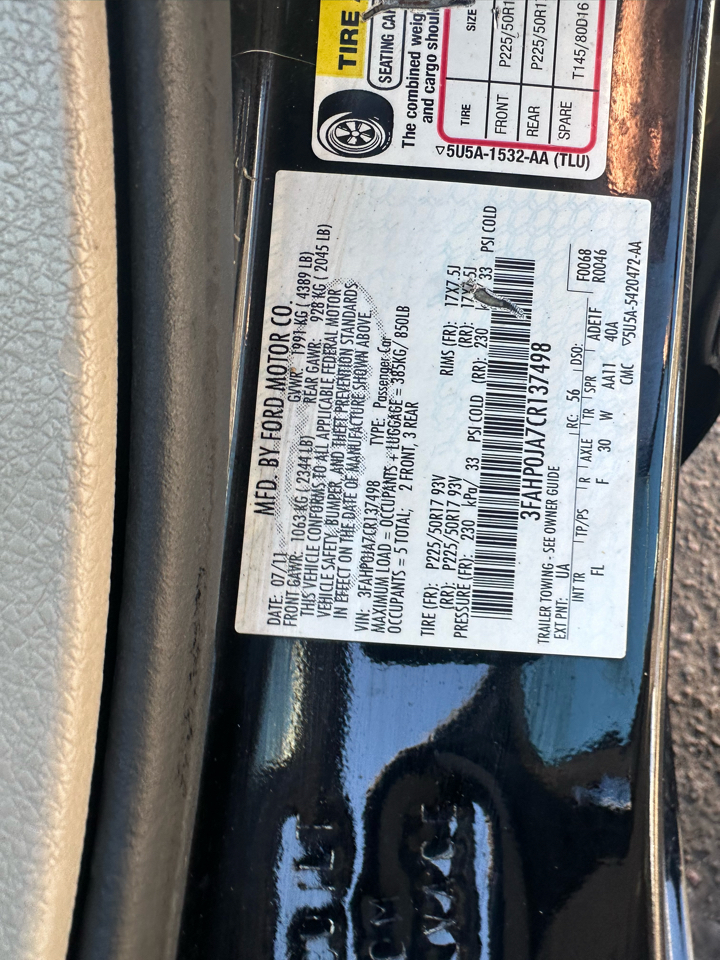 MFD. BY FORD MOTOR CO.
DATE: 07/11 GVWR: 1991 KG ( 4389 LB)
FRONT GAWR: 1063 KG ( 2344 LB) REAR GAWR: 928 KG ( 2045 LB)
THIS VEHICLE CONFORMS TO ALL APPLICABLE FEDERAL MOTOR
VEHICLE SAFETY, BUMPER, AND THEFT PREVENTION STANDARDS
IN EFFECT ON THE DATE OF MANUFACTURE SHOWN ABOVE.
VIN: 3FAHP0JA7CR137498 TYPE: Passenger Car
MAXIMUM LOAD = OCCUPANTS + LUGGAGE = 385KG/ 850LB
OCCUPANTS = 5 TOTAL; 2 FRONT, 3 REAR
TIRE (FR): P225/50R17 93V RIMS (FR): 17X7.5J
(RR): P225/50R17 93V (RR): 5J
PRESSURE (FR): 230 kPa/ 33 PSI COLD (RR): 230 33 PSI COLD
3FAHP0JA7CR137498
TRAILER TOWING - SEE OWNER GUIDE
EXT PNT: UA RC: 56 DSO: F0068
R0046
INT TR TP/PS R AXLE TR SPR ADE1F
FL F 30 W AA11 40A
CMC ▽5U5A-5420472-AA
TIRE
SEATING CA
The combined weig
and cargo shoul
TIRE SIZE
FRONT P225/50R1
REAR P225/50R1
SPARE T145/80D16
▽5U5A-1532-AA (TLU)